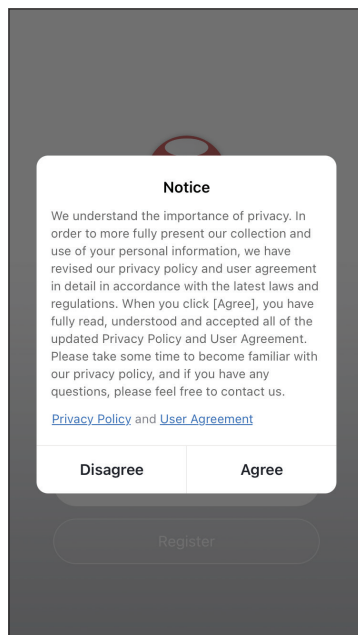 Notice
We understand the importance of privacy. In
order to more fully present our collection and
use of your personal information, we have
revised our privacy policy and user agreement
in detail in accordance with the latest laws and
regulations. When you click [Agree], you have
fully read, understood and accepted all of the
updated Privacy Policy and User Agreement.
Please take some time to become familiar with
our privacy policy, and if you have any
questions, please feel free to contact us.
Privacy Policy and User Agreement
Disagree Agree
Register